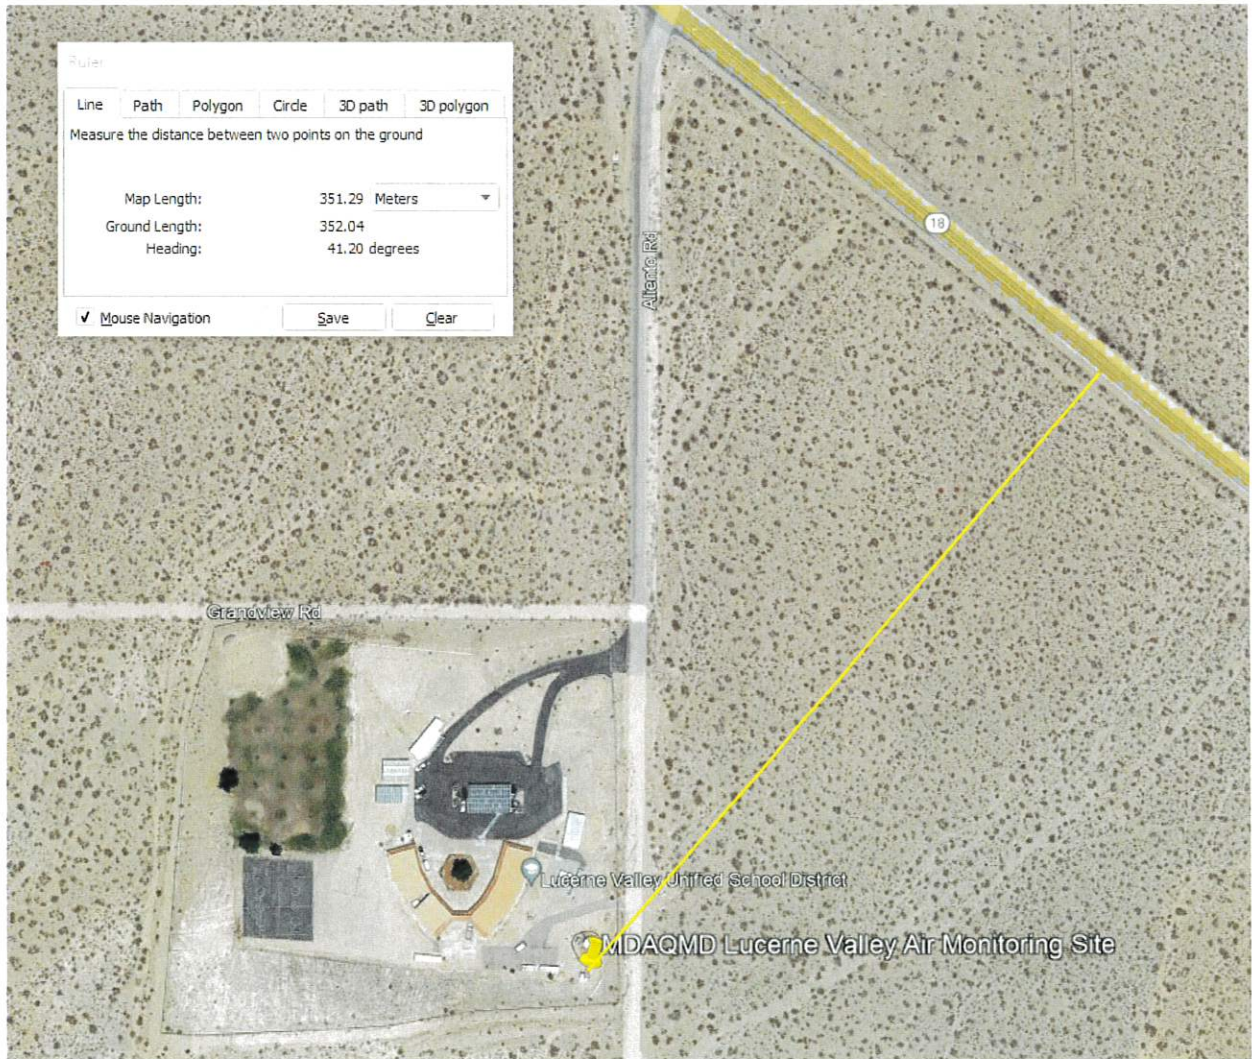 Ruler
Line Path Polygon Circle 3D path 3D polygon
Measure the distance between two points on the ground
Map Length: 351.29 Meters
Ground Length: 352.04
Heading: 41.20 degrees
Mouse Navigation Save Clear
18
Aliento Rd
Grandview Rd
Lucerne Valley Unified School District
MDAQMD Lucerne Valley Air Monitoring Site